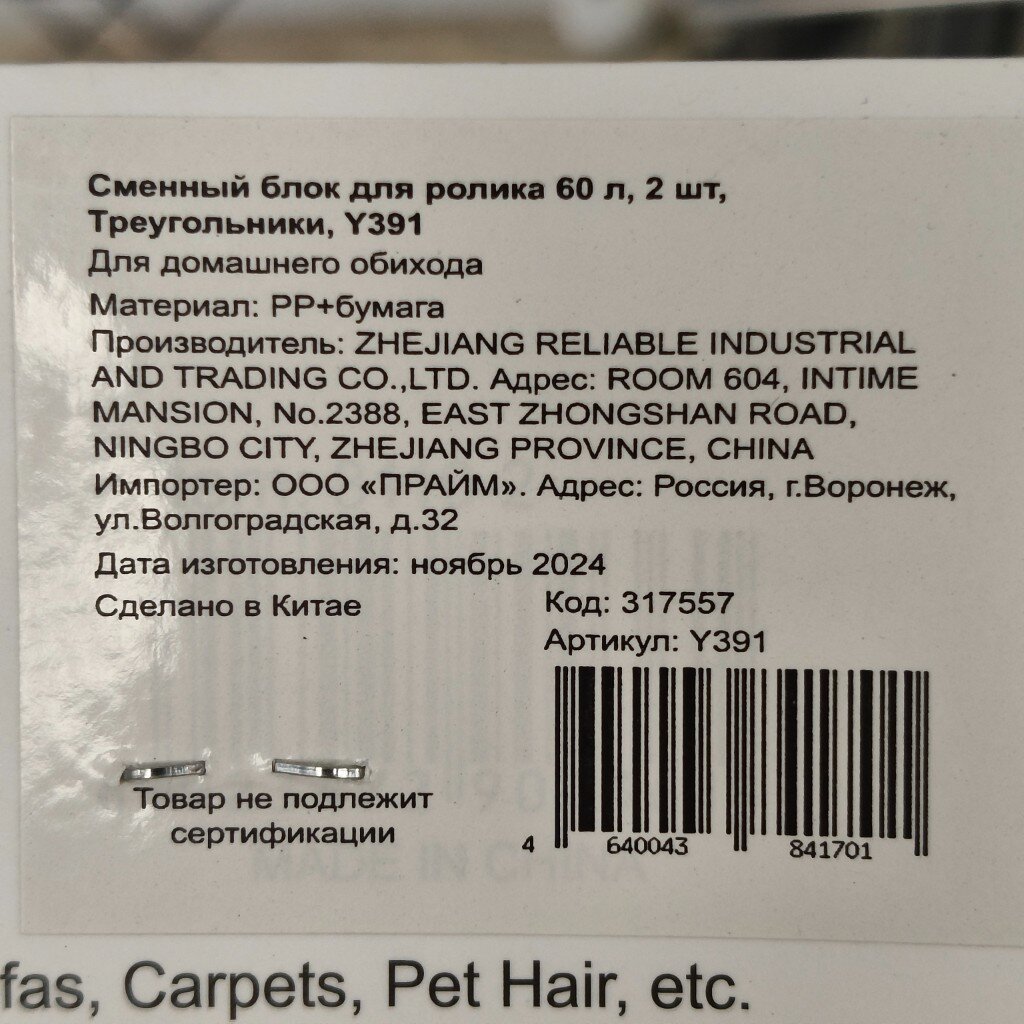 Сменный блок для ролика 60 л, 2 шт,
Треугольники, Y391
Для домашнего обихода
Материал: PP+бумага
Производитель: ZHEJIANG RELIABLE INDUSTRIAL
AND TRADING CO.,LTD. Адрес: ROOM 604, INTIME
MANSION, No.2388, EAST ZHONGSHAN ROAD,
NINGBO CITY, ZHEJIANG PROVINCE, CHINA
Импортер: ООО «ПРАЙМ». Адрес: Россия, г.Воронеж,
ул.Волгоградская, д.32
Дата изготовления: ноябрь 2024
Сделано в Китае
Код: 317557
Артикул: Y391
Товар не подлежит
сертификации
4 640043 841701
MADE IN CHINA
fas, Carpets, Pet Hair, etc.